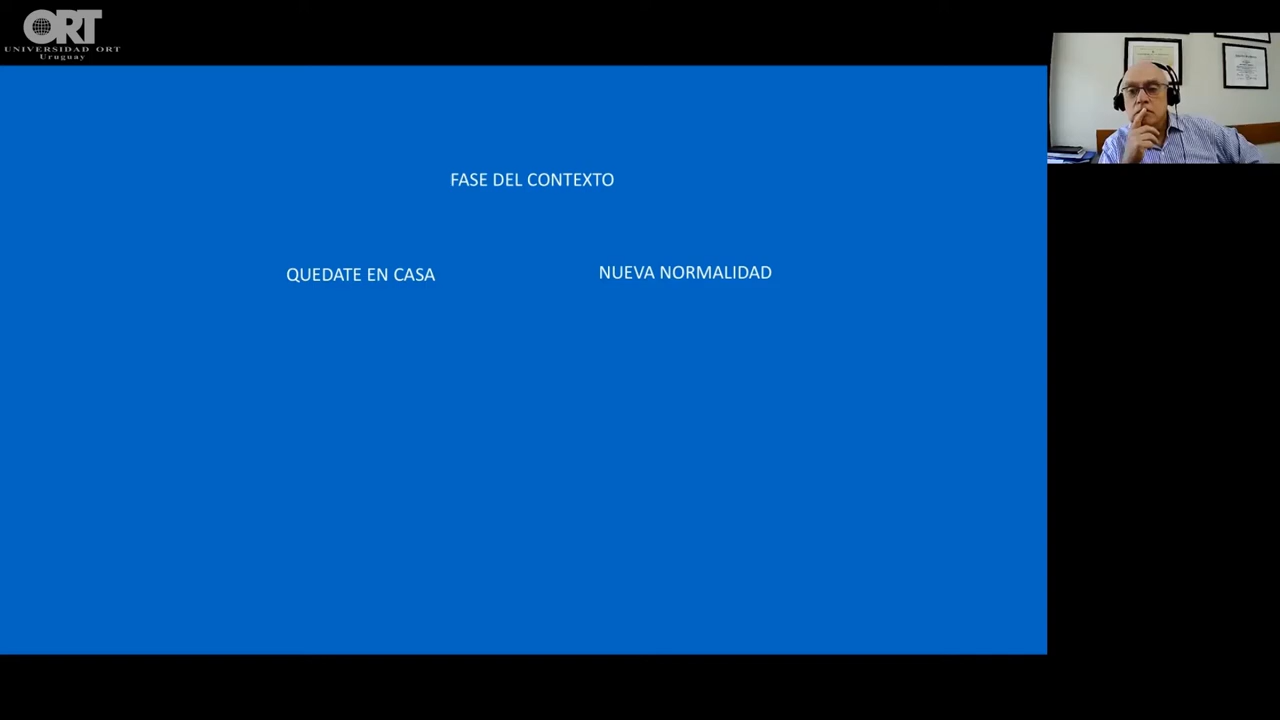 ORT
UNIVERSIDAD ORT
Uruguay
FASE DEL CONTEXTO
QUEDATE EN CASA
NUEVA NORMALIDAD